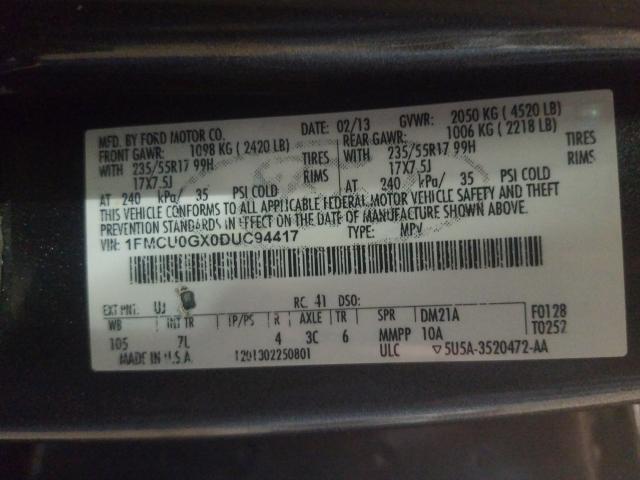 MFD. BY FORD MOTOR CO. DATE: 02/13 GVWR: 2050 KG ( 4520 LB)
FRONT GAWR: 1098 KG ( 2420 LB) REAR GAWR: 1006 KG ( 2218 LB)
WITH 235/55R17 99H TIRES WITH 235/55R17 99H TIRES
17X7.5J RIMS 17X7.5J RIMS
AT 240 kPa/ 35 PSI COLD AT 240 kPa/ 35 PSI COLD
THIS VEHICLE CONFORMS TO ALL APPLICABLE FEDERAL MOTOR VEHICLE SAFETY AND THEFT
PREVENTION STANDARDS IN EFFECT ON THE DATE OF MANUFACTURE SHOWN ABOVE.
VIN: 1FMCU0GX0DUC94417 TYPE: MPV
EXT PNT: UJ RC: 41 DSO:
WB INT TR TP/PS R AXLE TR SPR DM21A F0128
105 7L 4 3C 6 MMPP 10A T0252
MADE IN U.S.A. 1201302250801 ULC ▽5U5A-3520472-AA